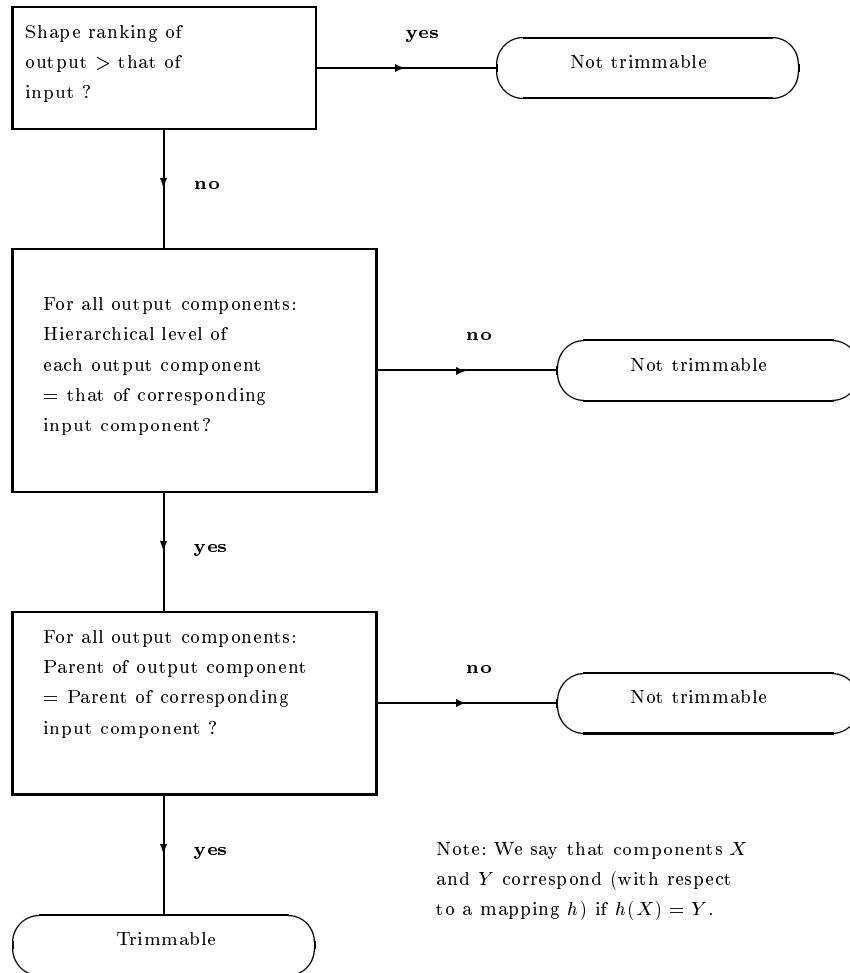 Shape ranking of
output > that of
input ?
yes
Not trimmable
no
For all output components:
Hierarchical level of
each output component
= that of corresponding
input component?
no
Not trimmable
yes
For all output components:
Parent of output component
= Parent of corresponding
input component ?
no
Not trimmable
yes
Note: We say that components X
and Y correspond (with respect
to a mapping h) if h(X) = Y.
Trimmable